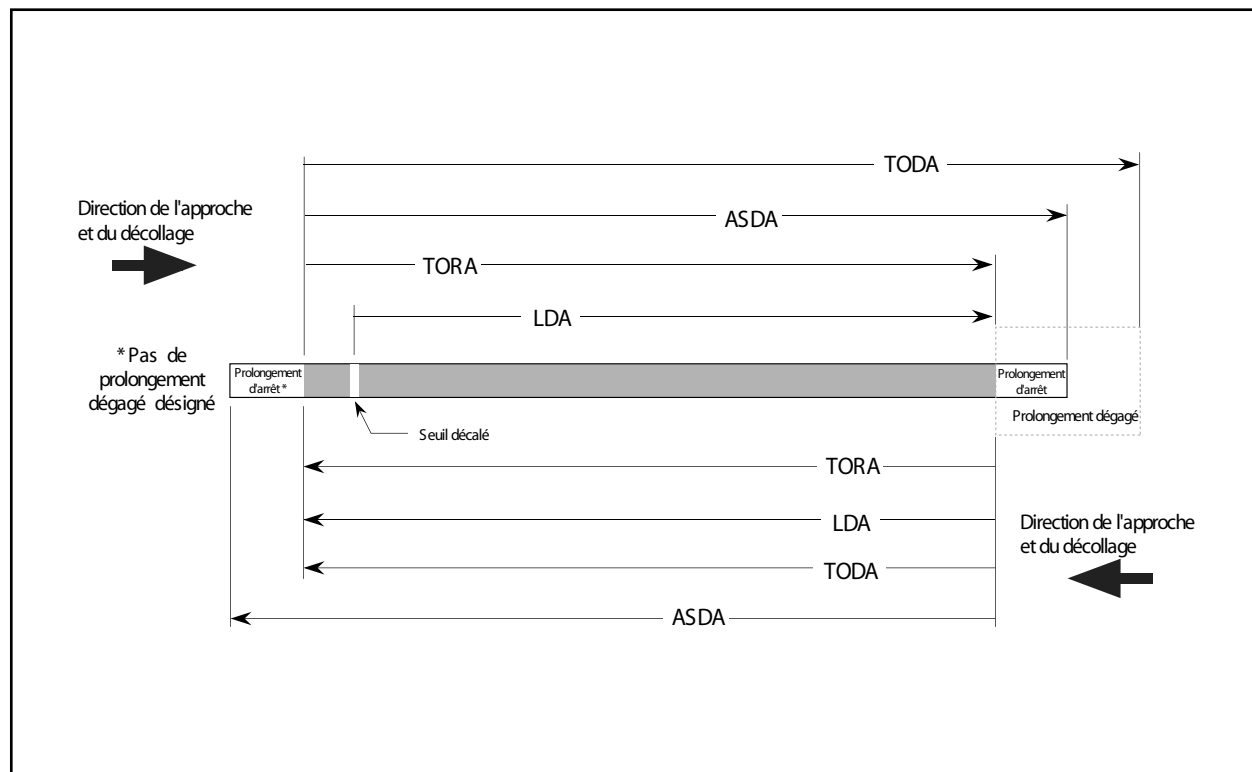 TODA
Direction de l'approche
et du décollage
ASDA
TORA
LDA
* Pas de
prolongement
dégagé désigné
Prolongement
d'arrêt *
Prolongement
d'arrêt
Prolongement dégagé
Seuil décalé
TORA
LDA
Direction de l'approche
et du décollage
TODA
ASDA